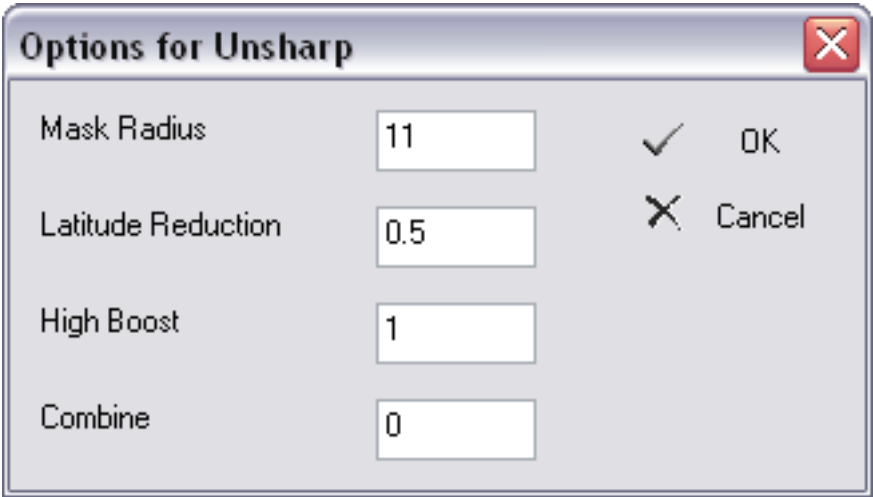 Options for Unsharp
Mask Radius 11
OK
Latitude Reduction 0.5
Cancel
High Boost 1
Combine 0